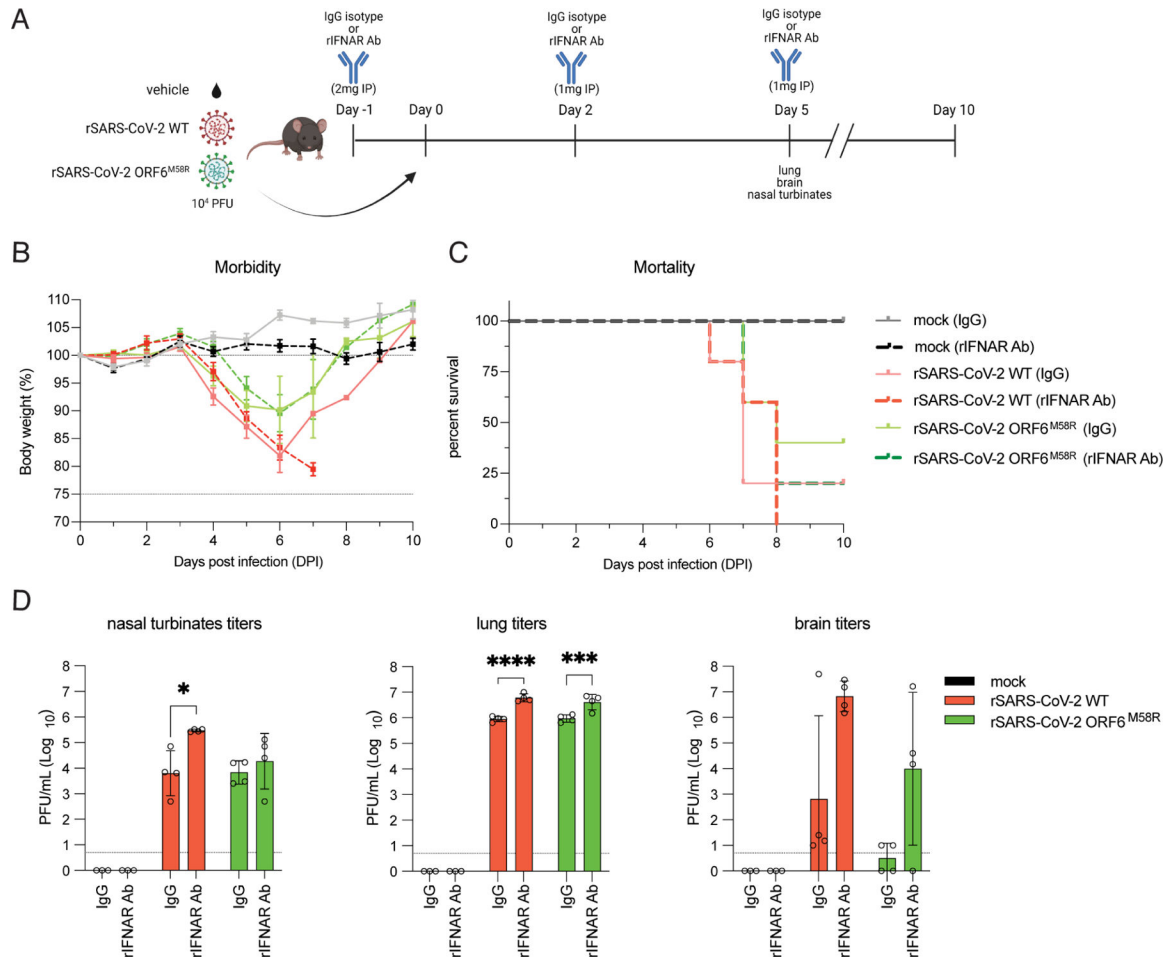 A
IgG isotype
or
rIFNAR Ab
(2mg IP)
IgG isotype
or
rIFNAR Ab
(1mg IP)
IgG isotype
or
rIFNAR Ab
(1mg IP)
vehicle
rSARS-CoV-2 WT
rSARS-CoV-2 ORF6M58R
10⁴ PFU
Day -1
Day 0
Day 2
Day 5
Day 10
lung
brain
nasal turbinates
B
Morbidity
Body weight (%)
110
105
100
95
90
85
80
75
70
0 2 4 6 8 10
Days post infection (DPI)
C
Mortality
percent survival
100
75
50
25
0
0 2 4 6 8 10
Days post infection (DPI)
mock (IgG)
mock (rIFNAR Ab)
rSARS-CoV-2 WT (IgG)
rSARS-CoV-2 WT (rIFNAR Ab)
rSARS-CoV-2 ORF6M58R (IgG)
rSARS-CoV-2 ORF6M58R (rIFNAR Ab)
D
nasal turbinates titers
PFU/mL (Log 10)
8
7
6
5
4
3
2
1
0
*
IgG
rIFNAR Ab
IgG
rIFNAR Ab
IgG
rIFNAR Ab
lung titers
PFU/mL (Log 10)
8
7
6
5
4
3
2
1
0
****
***
IgG
rIFNAR Ab
IgG
rIFNAR Ab
IgG
rIFNAR Ab
brain titers
PFU/mL (Log 10)
8
7
6
5
4
3
2
1
0
IgG
rIFNAR Ab
IgG
rIFNAR Ab
IgG
rIFNAR Ab
mock
rSARS-CoV-2 WT
rSARS-CoV-2 ORF6M58R